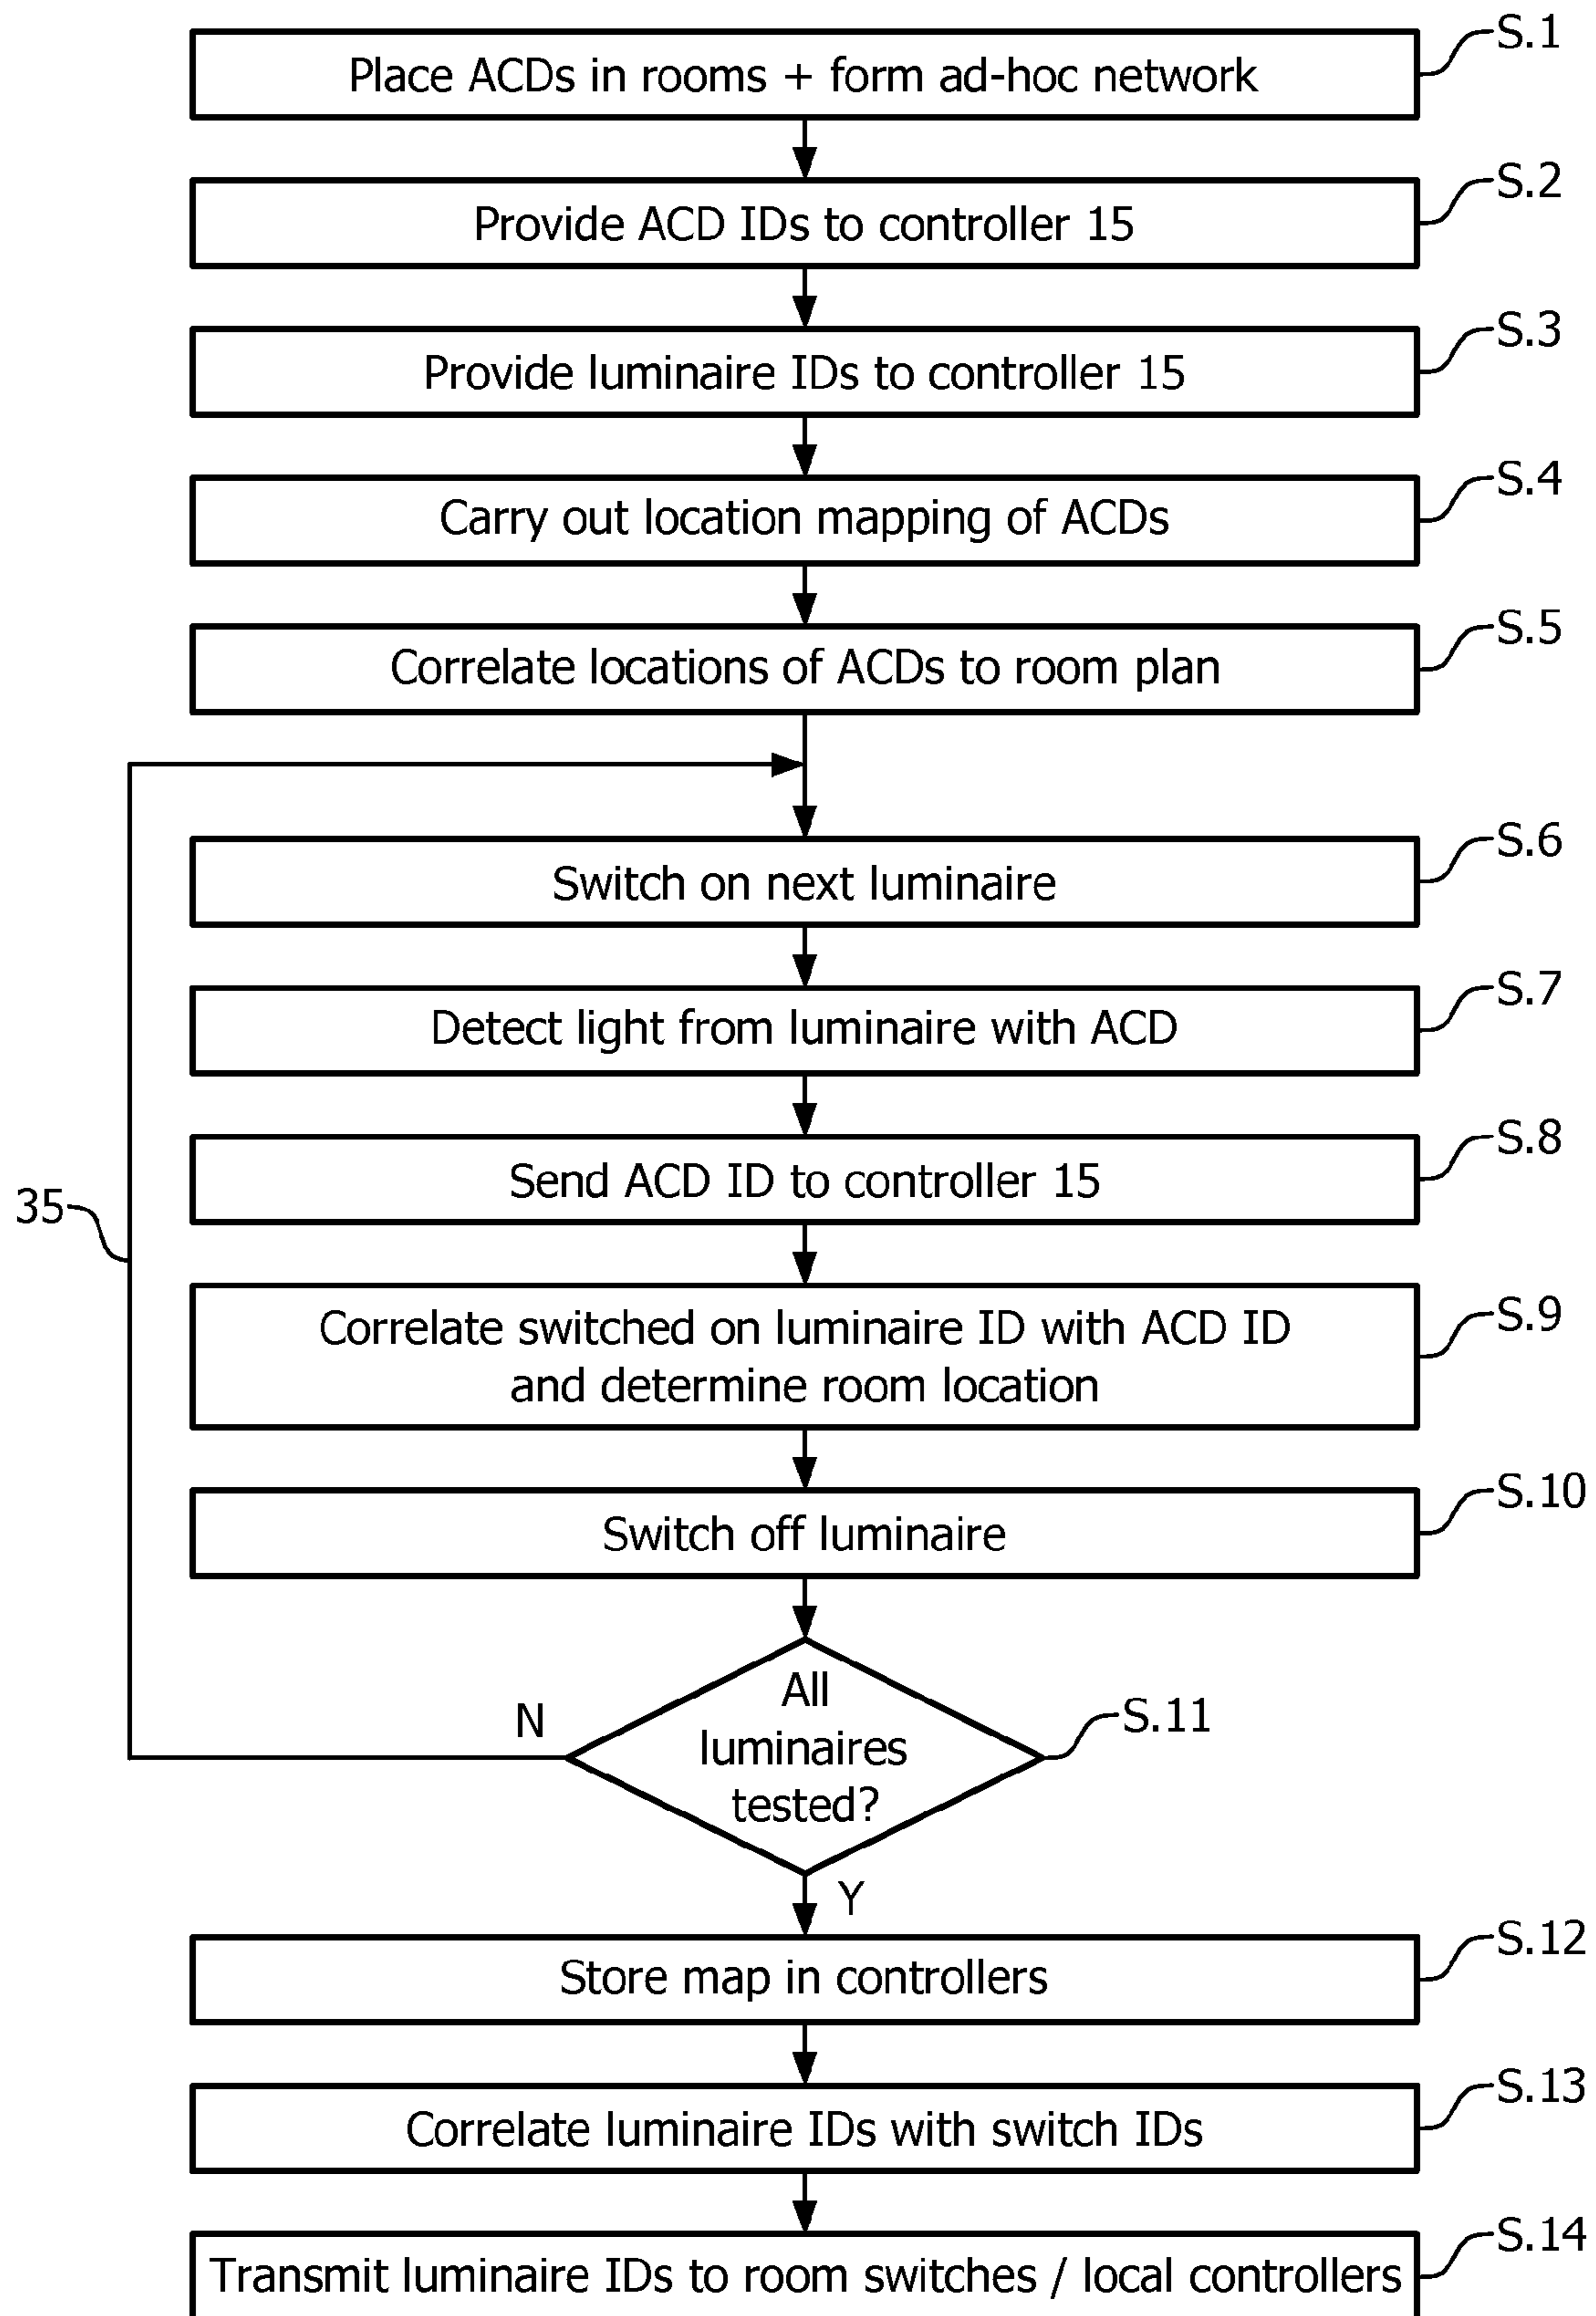 Place ACDs in rooms + form ad-hoc network
S.1
Provide ACD IDs to controller 15
S.2
Provide luminaire IDs to controller 15
S.3
Carry out location mapping of ACDs
S.4
Correlate locations of ACDs to room plan
S.5
Switch on next luminaire
S.6
Detect light from luminaire with ACD
S.7
Send ACD ID to controller 15
S.8
35
Correlate switched on luminaire ID with ACD ID
and determine room location
S.9
Switch off luminaire
S.10
All
luminaires
tested?
S.11
N
Y
Store map in controllers
S.12
Correlate luminaire IDs with switch IDs
S.13
Transmit luminaire IDs to room switches / local controllers
S.14